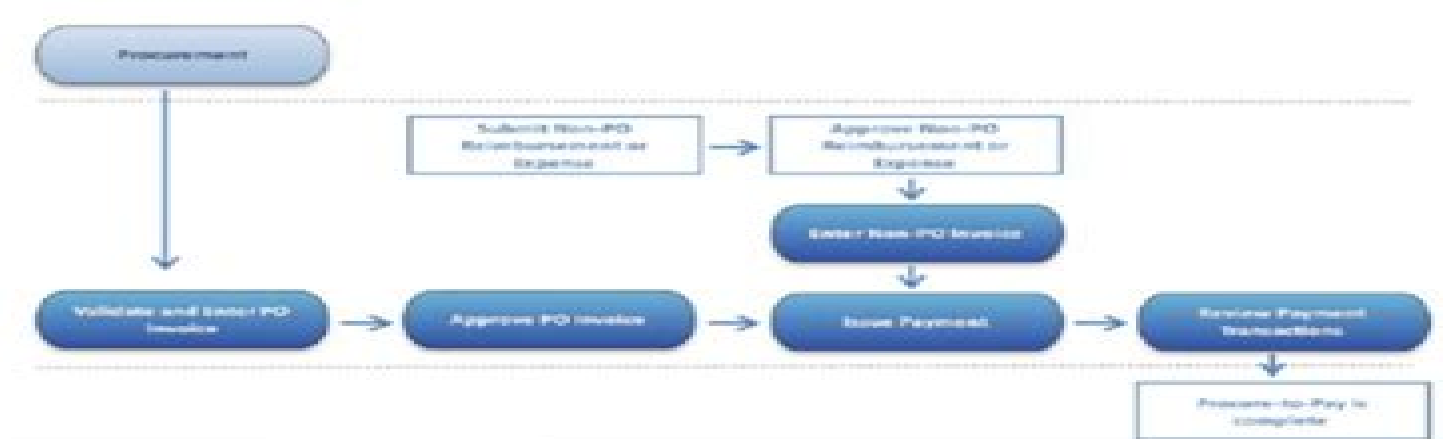 Procurement
Submit Non-PO
Reimbursement or
Expense
Approve Non-PO
Reimbursement or
Expense
Enter Non-PO Invoice
Validate and Enter PO
Invoice
Approve PO Invoice
Issue Payment
Review Payment
Transactions
Procure-to-Pay is
complete